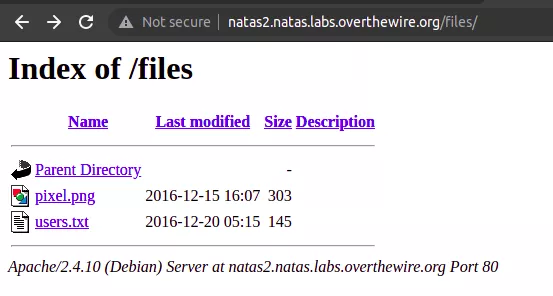 Not secure | natas2.natas.labs.overthewire.org/files/
Index of /files
Name Last modified Size Description
Parent Directory -
pixel.png 2016-12-15 16:07 303
users.txt 2016-12-20 05:15 145
Apache/2.4.10 (Debian) Server at natas2.natas.labs.overthewire.org Port 80